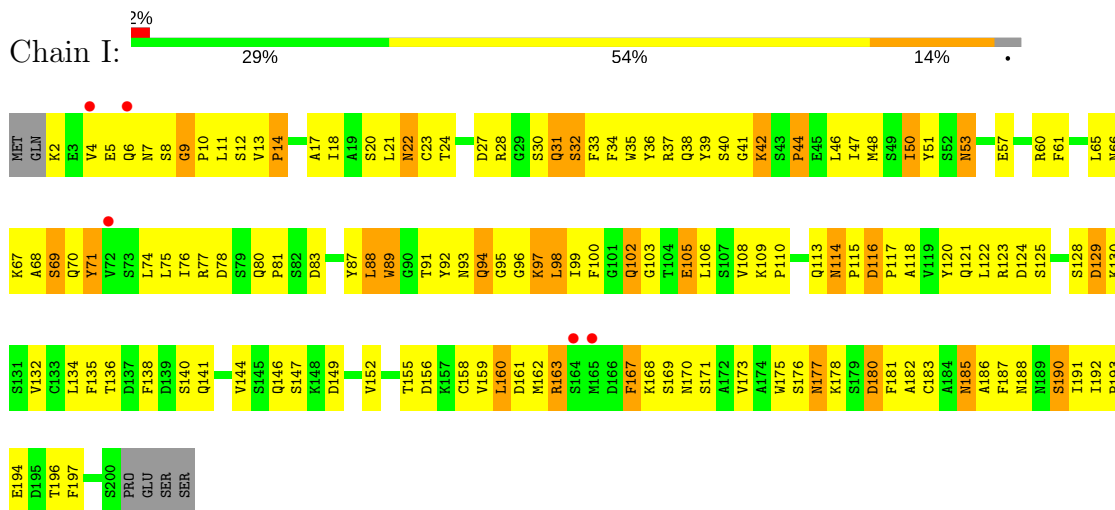 2%
Chain I:
29% 54% 14% •
MET GLN K2 E3 V4 E5 Q6 N7 S8 G9 P10 L11 S12 V13 P14 A17 I18 A19 S20 L21 N22 C23 T24 D27 R28 G29 S30 Q31 S32 F33 F34 W35 Y36 R37 Q38 Y39 S40 G41 K42 S43 P44 E45 L46 I47 M48 S49 I50 Y51 S52 N53 E57 R60 F61 L65 N66
K67 A68 S69 Q70 Y71 V72 S73 L74 L75 I76 R77 D78 S79 Q80 P81 S82 D83 Y87 L88 W89 G90 T91 Y92 N93 Q94 G95 G96 K97 L98 I99 F100 G101 Q102 G103 T104 E105 L106 S107 V108 K109 P110 Q113 N114 P115 D116 P117 A118 V119 Y120 Q121 L122 R123 D124 S125 S128 D129 K130
S131 V132 C133 L134 F135 T136 D137 F138 D139 S140 Q141 V144 S145 Q146 S147 K148 D149 V152 T155 D156 K157 C158 V159 L160 D161 M162 R163 S164 M165 D166 F167 K168 S169 N170 S171 A172 V173 A174 W175 S176 N177 K178 S179 D180 F181 A182 C183 A184 N185 A186 F187 N188 N189 S190 I191 I192 P193
E194 D195 T196 F197 S200 PRO GLU SER SER